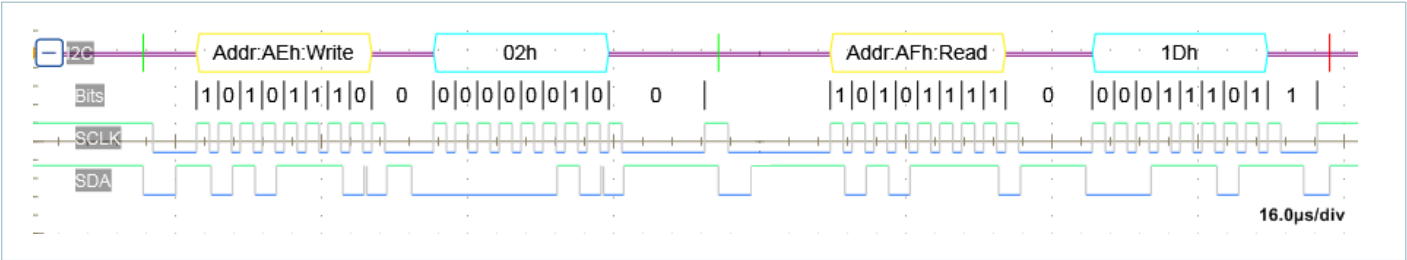 I2C Addr:AEh:Write 02h Addr:AFh:Read 1Dh
Bits |1|0|1|0|1|1|1|0| 0 |0|0|0|0|0|0|1|0| 0 | |1|0|1|0|1|1|1|1| 0 |0|0|0|1|1|1|0|1| 1 |
SCLK
SDA
16.0µs/div